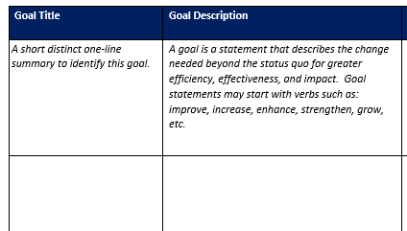 Goal Title
Goal Description
A short distinct one-line
summary to identify this goal.
A goal is a statement that describes the change
needed beyond the status quo for greater
efficiency, effectiveness, and impact.  Goal
statements may start with verbs such as:
improve, increase, enhance, strengthen, grow,
etc.